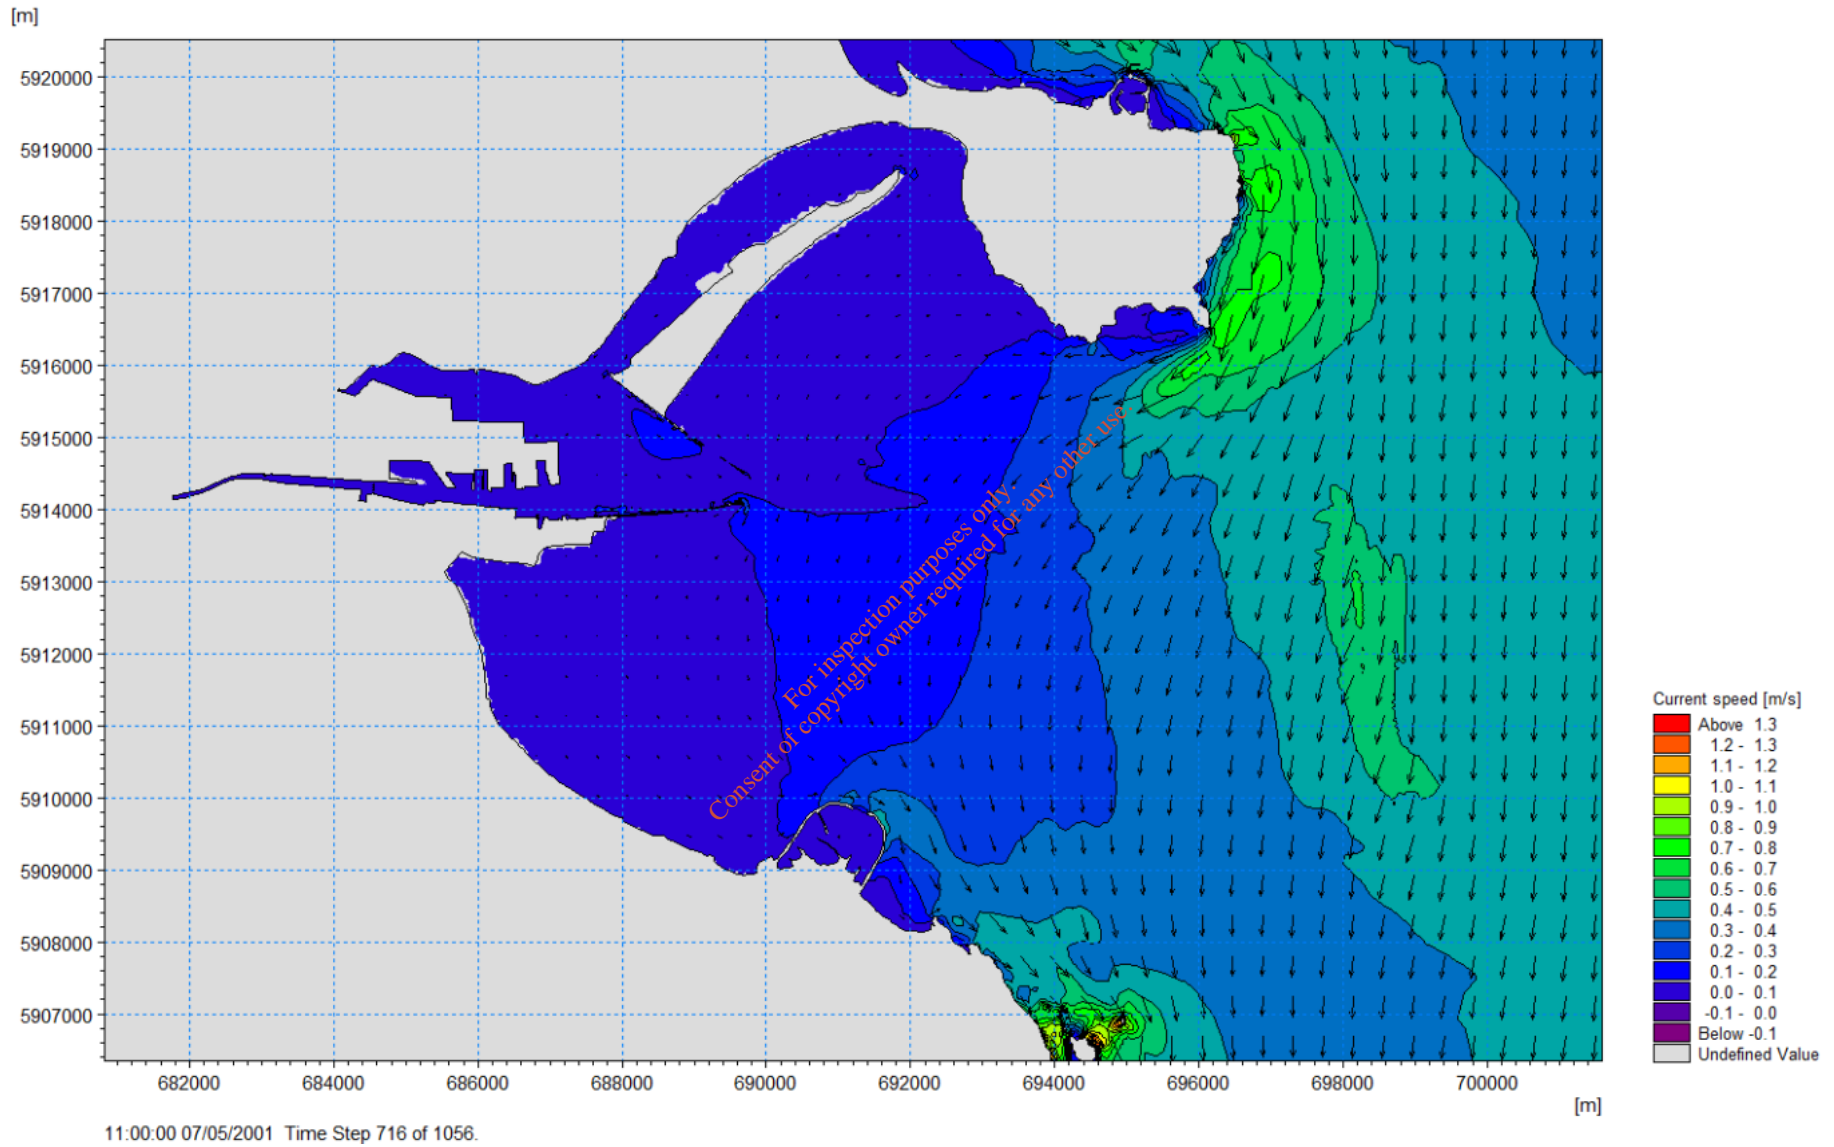 [m]
5920000
5919000
5918000
5917000
5916000
5915000
5914000
5913000
5912000
5911000
5910000
5909000
5908000
5907000
For inspection purposes only.
Consent of copyright owner required for any other use.
682000 684000 686000 688000 690000 692000 694000 696000 698000 700000
[m]
11:00:00 07/05/2001 Time Step 716 of 1056.
Current speed [m/s]
Above 1.3
1.2 - 1.3
1.1 - 1.2
1.0 - 1.1
0.9 - 1.0
0.8 - 0.9
0.7 - 0.8
0.6 - 0.7
0.5 - 0.6
0.4 - 0.5
0.3 - 0.4
0.2 - 0.3
0.1 - 0.2
0.0 - 0.1
-0.1 - 0.0
Below -0.1
Undefined Value